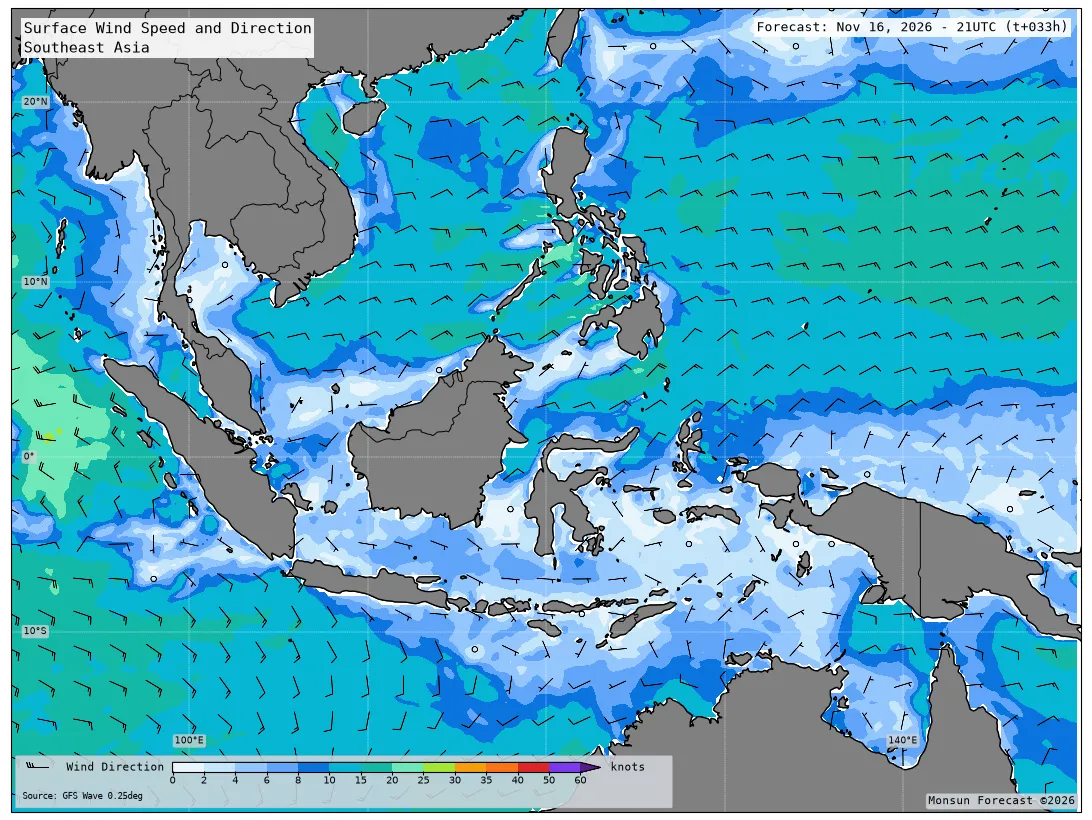 Surface Wind Speed and Direction
Southeast Asia
Forecast: Nov 16, 2026 - 21UTC (t+033h)
20°N
10°N
0°
10°S
100°E
140°E
Wind Direction
0 2 4 6 8 10 15 20 25 30 35 40 50 60
knots
Source: GFS Wave 0.25deg
Monsun Forecast ©2026